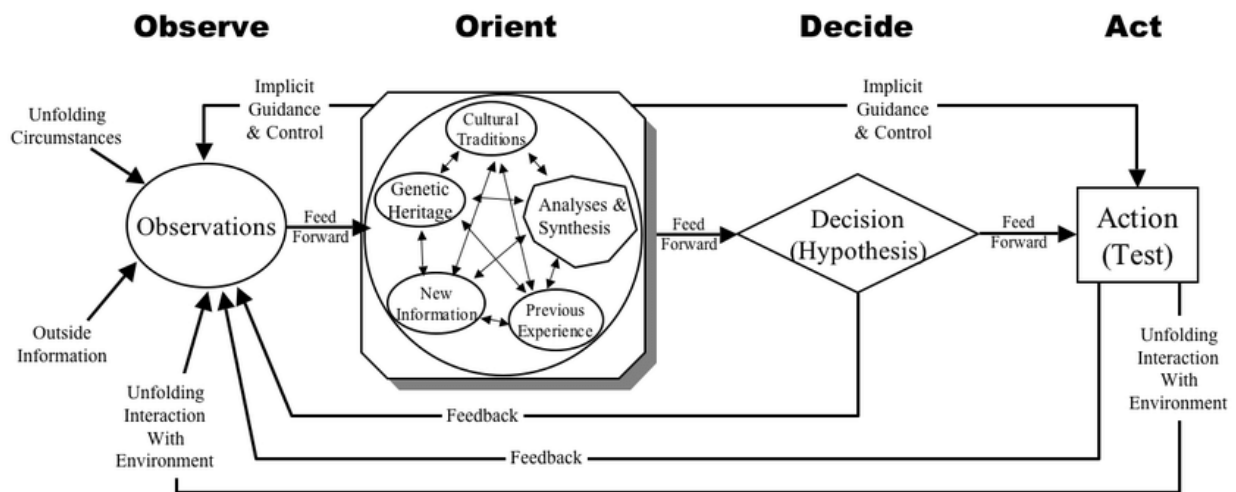 Observe
Orient
Decide
Act
Implicit
Guidance
& Control
Implicit
Guidance
& Control
Unfolding
Circumstances
Cultural
Traditions
Genetic
Heritage
Analyses &
Synthesis
New
Information
Previous
Experience
Observations
Feed
Forward
Feed
Forward
Decision
(Hypothesis)
Feed
Forward
Action
(Test)
Outside
Information
Unfolding
Interaction
With
Environment
Unfolding
Interaction
With
Environment
Feedback
Feedback